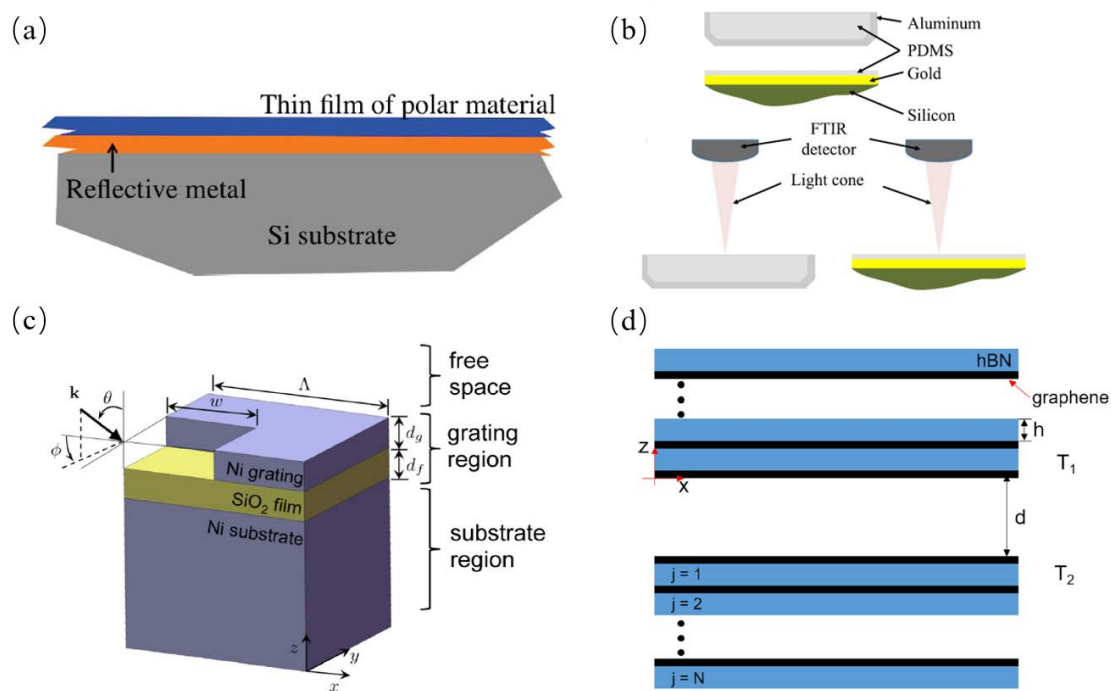 (a)
Thin film of polar material
Reflective metal
Si substrate
(b)
Aluminum
PDMS
Gold
Silicon
FTIR
detector
Light cone
(c)
k
θ
ϕ
Λ
w
d_g
d_f
Ni grating
SiO₂ film
Ni substrate
free
space
grating
region
substrate
region
z
y
x
(d)
hBN
graphene
h
z
x
T₁
d
T₂
j = 1
j = 2
j = N